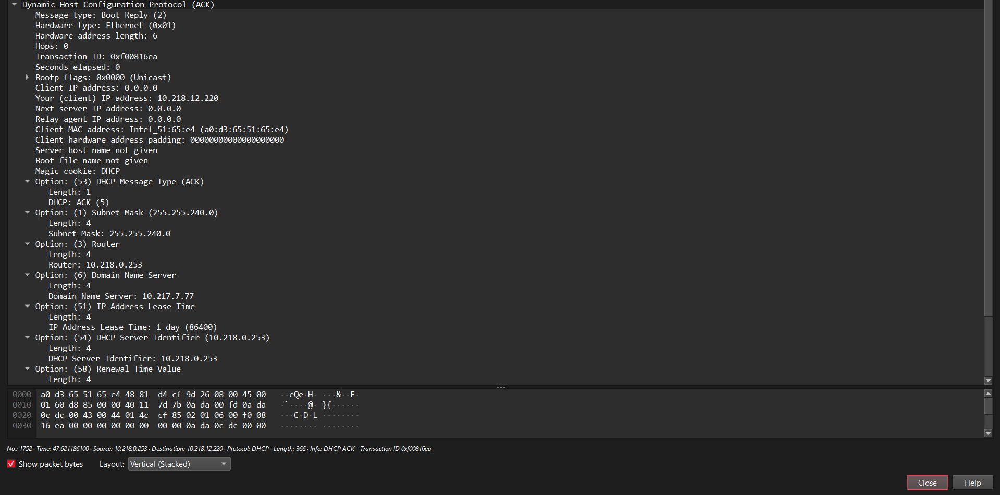 Dynamic Host Configuration Protocol (ACK)
Message type: Boot Reply (2)
Hardware type: Ethernet (0x01)
Hardware address length: 6
Hops: 0
Transaction ID: 0xf00816ea
Seconds elapsed: 0
Bootp flags: 0x0000 (Unicast)
Client IP address: 0.0.0.0
Your (client) IP address: 10.218.12.220
Next server IP address: 0.0.0.0
Relay agent IP address: 0.0.0.0
Client MAC address: Intel_51:65:e4 (a0:d3:65:51:65:e4)
Client hardware address padding: 00000000000000000000
Server host name not given
Boot file name not given
Magic cookie: DHCP
Option: (53) DHCP Message Type (ACK)
Length: 1
DHCP: ACK (5)
Option: (1) Subnet Mask (255.255.240.0)
Length: 4
Subnet Mask: 255.255.240.0
Option: (3) Router
Length: 4
Router: 10.218.0.253
Option: (6) Domain Name Server
Length: 4
Domain Name Server: 10.217.7.77
Option: (51) IP Address Lease Time
Length: 4
IP Address Lease Time: 1 day (86400)
Option: (54) DHCP Server Identifier (10.218.0.253)
Length: 4
DHCP Server Identifier: 10.218.0.253
Option: (58) Renewal Time Value
Length: 4
0000 a0 d3 65 51 65 e4 48 81 d4 cf 9d 26 08 00 45 00 ··eQe·H· ···&··E·
0010 01 60 d8 85 00 00 40 11 7d 7b 0a da 00 fd 0a da ·`····@· }{······
0020 0c dc 00 43 00 44 01 4c cf 85 02 01 06 00 f0 08 ···C·D·L ········
0030 16 ea 00 00 00 00 00 00 00 00 0a da 0c dc 00 00 ········ ········
No.: 1752 · Time: 47.621186100 · Source: 10.218.0.253 · Destination: 10.218.12.220 · Protocol: DHCP · Length: 366 · Info: DHCP ACK - Transaction ID 0xf00816ea
Show packet bytes Layout: Vertical (Stacked)
Close Help